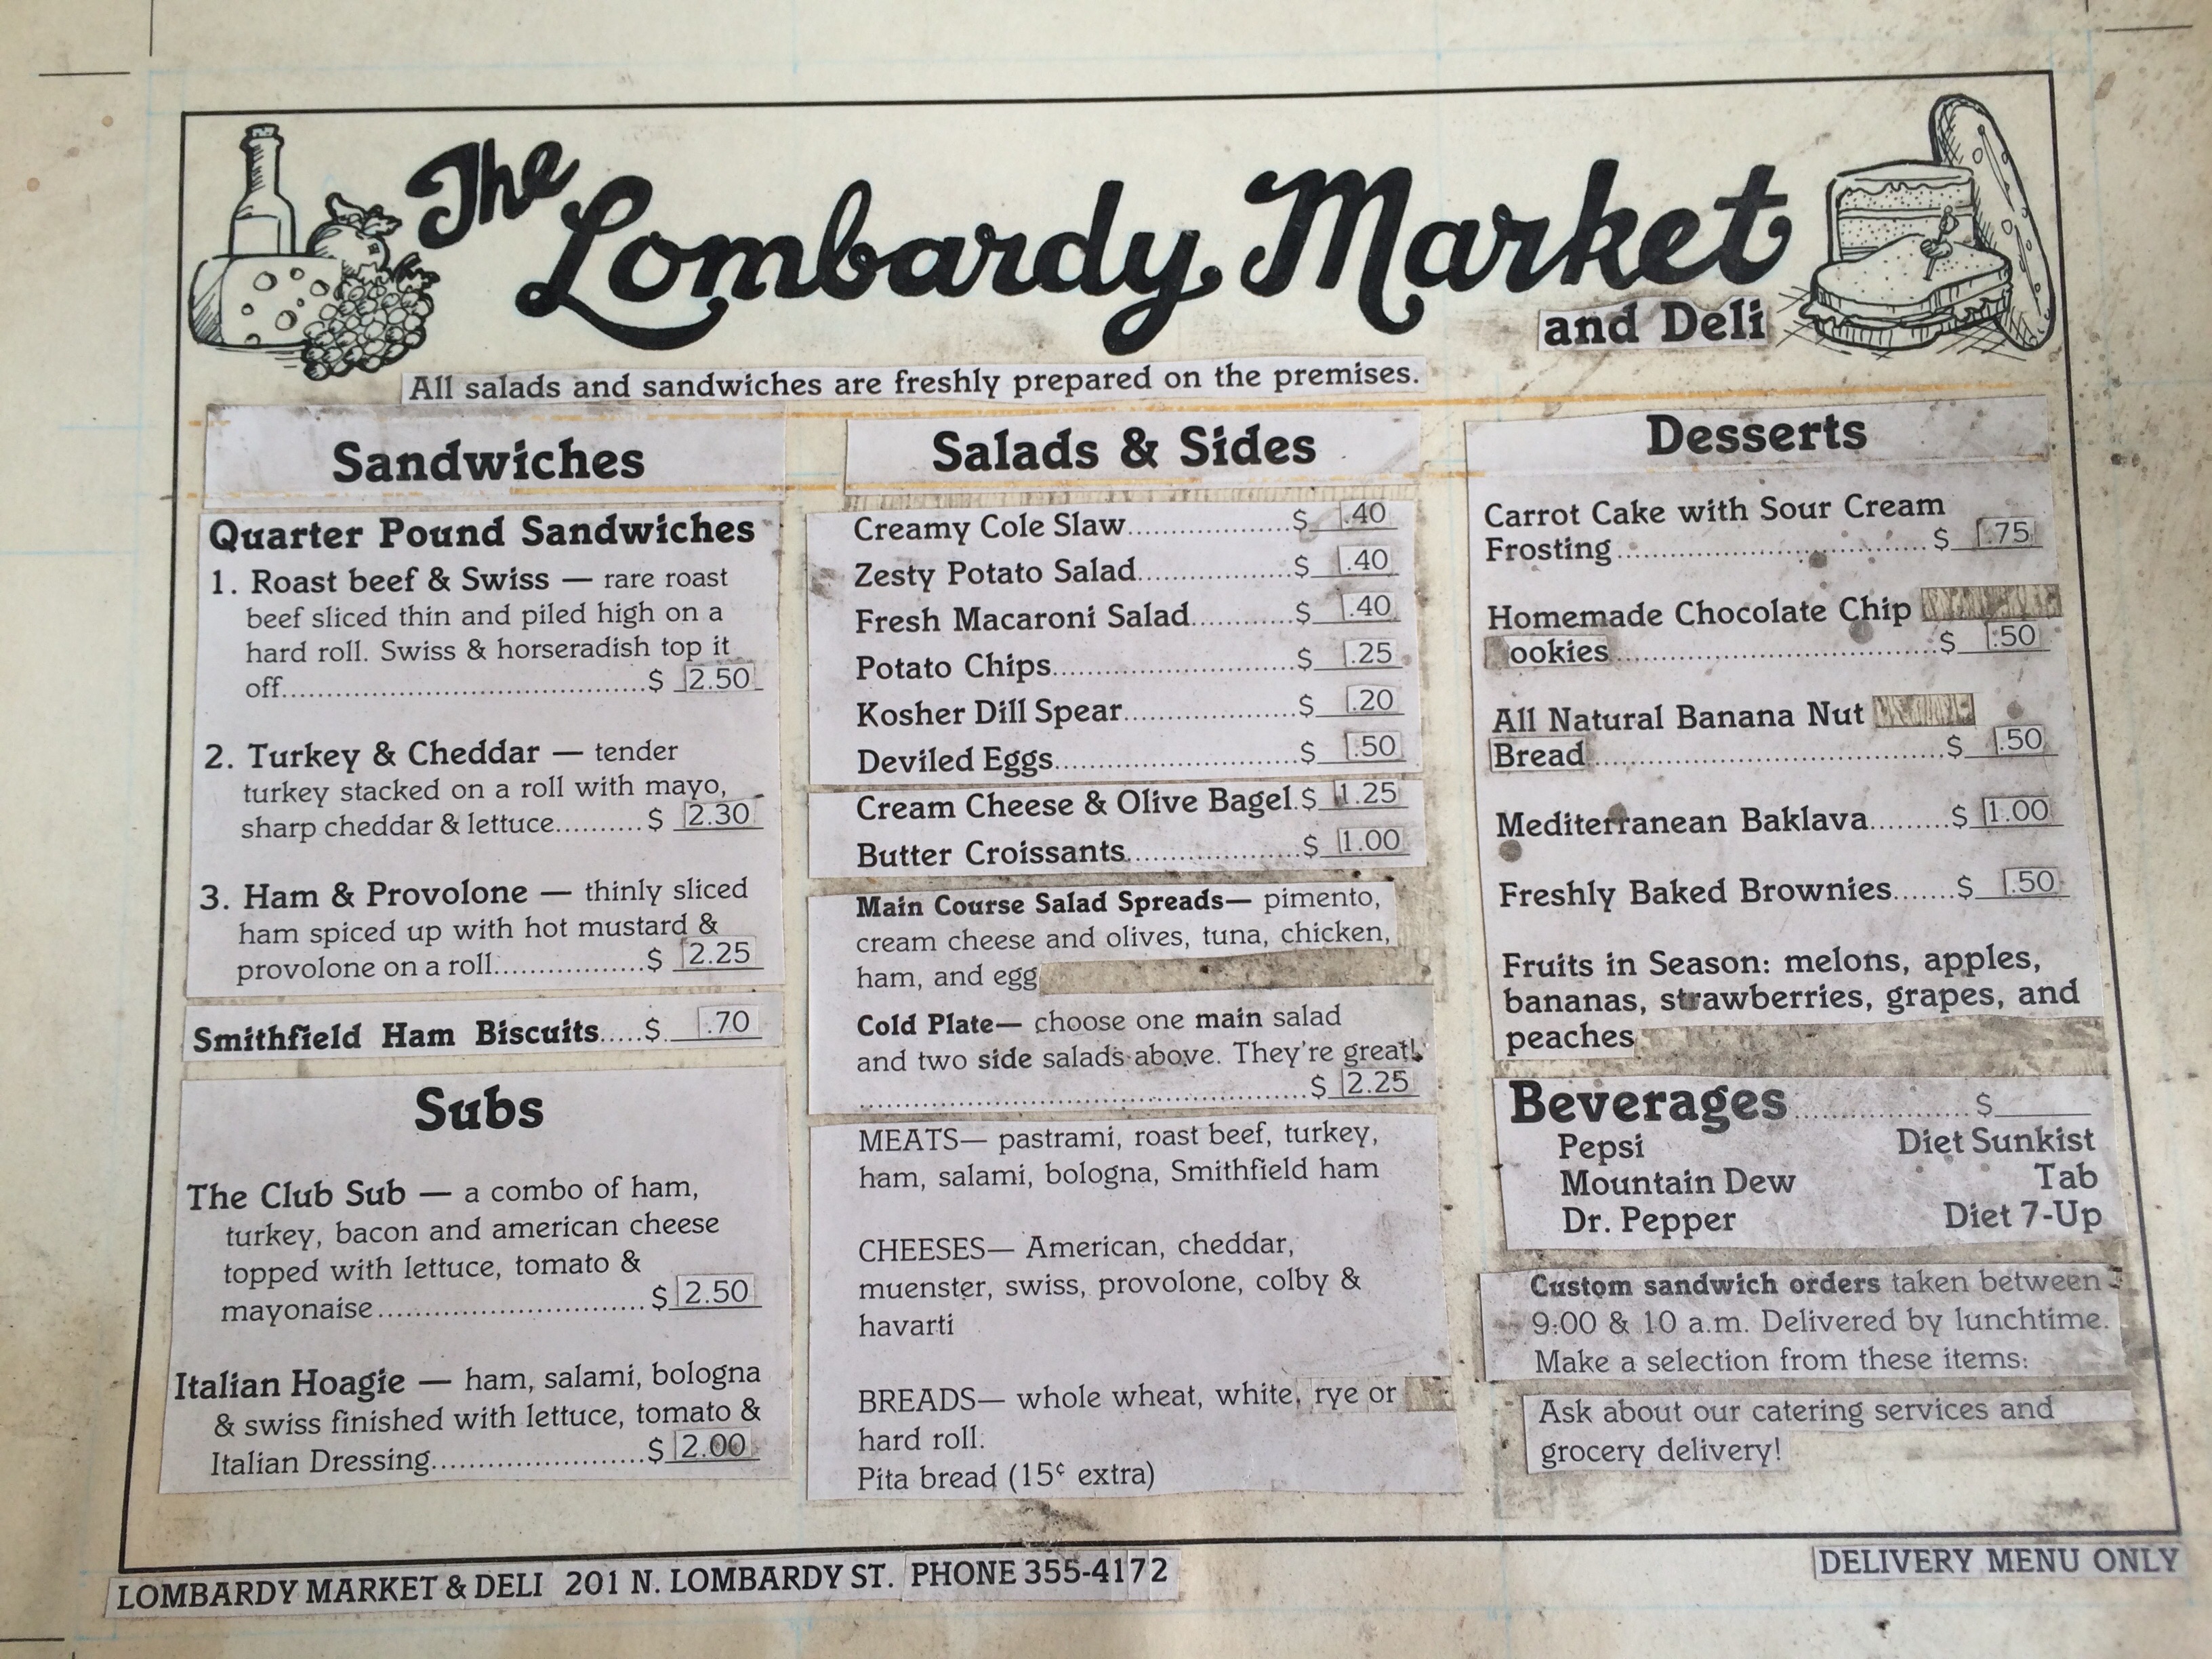 The
Lombardy Market
and Deli
All salads and sandwiches are freshly prepared on the premises.
Sandwiches
Quarter Pound Sandwiches
1. Roast beef & Swiss — rare roast
beef sliced thin and piled high on a
hard roll. Swiss & horseradish top it
off........................................$ 2.50
2. Turkey & Cheddar — tender
turkey stacked on a roll with mayo,
sharp cheddar & lettuce..........$ 2.30
3. Ham & Provolone — thinly sliced
ham spiced up with hot mustard &
provolone on a roll.................$ 2.25
Smithfield Ham Biscuits.....$ .70
Subs
The Club Sub — a combo of ham,
turkey, bacon and american cheese
topped with lettuce, tomato &
mayonaise..............................$ 2.50
Italian Hoagie — ham, salami, bologna
& swiss finished with lettuce, tomato &
Italian Dressing........................$ 2.00
Salads & Sides
Creamy Cole Slaw..................$ .40
Zesty Potato Salad.................$ .40
Fresh Macaroni Salad............$ .40
Potato Chips...........................$ .25
Kosher Dill Spear...................$ .20
Deviled Eggs...........................$ .50
Cream Cheese & Olive Bagel.$ 1.25
Butter Croissants....................$ 1.00
Main Course Salad Spreads— pimento,
cream cheese and olives, tuna, chicken,
ham, and egg
Cold Plate— choose one main salad
and two side salads above. They're great!
..................................................$ 2.25
MEATS— pastrami, roast beef, turkey,
ham, salami, bologna, Smithfield ham
CHEESES— American, cheddar,
muenster, swiss, provolone, colby &
havarti
BREADS— whole wheat, white, rye or
hard roll.
Pita bread (15¢ extra)
Desserts
Carrot Cake with Sour Cream
Frosting...................................$ .75
Homemade Chocolate Chip
ookies....................................$ .50
All Natural Banana Nut
Bread......................................$ .50
Mediterranean Baklava.........$ 1.00
Freshly Baked Brownies.......$ .50
Fruits in Season: melons, apples,
bananas, strawberries, grapes, and
peaches
Beverages....................$
Pepsi Diet Sunkist
Mountain Dew Tab
Dr. Pepper Diet 7-Up
Custom sandwich orders taken between
9:00 & 10 a.m. Delivered by lunchtime.
Make a selection from these items:
Ask about our catering services and
grocery delivery!
LOMBARDY MARKET & DELI 201 N. LOMBARDY ST. PHONE 355-4172
DELIVERY MENU ONLY